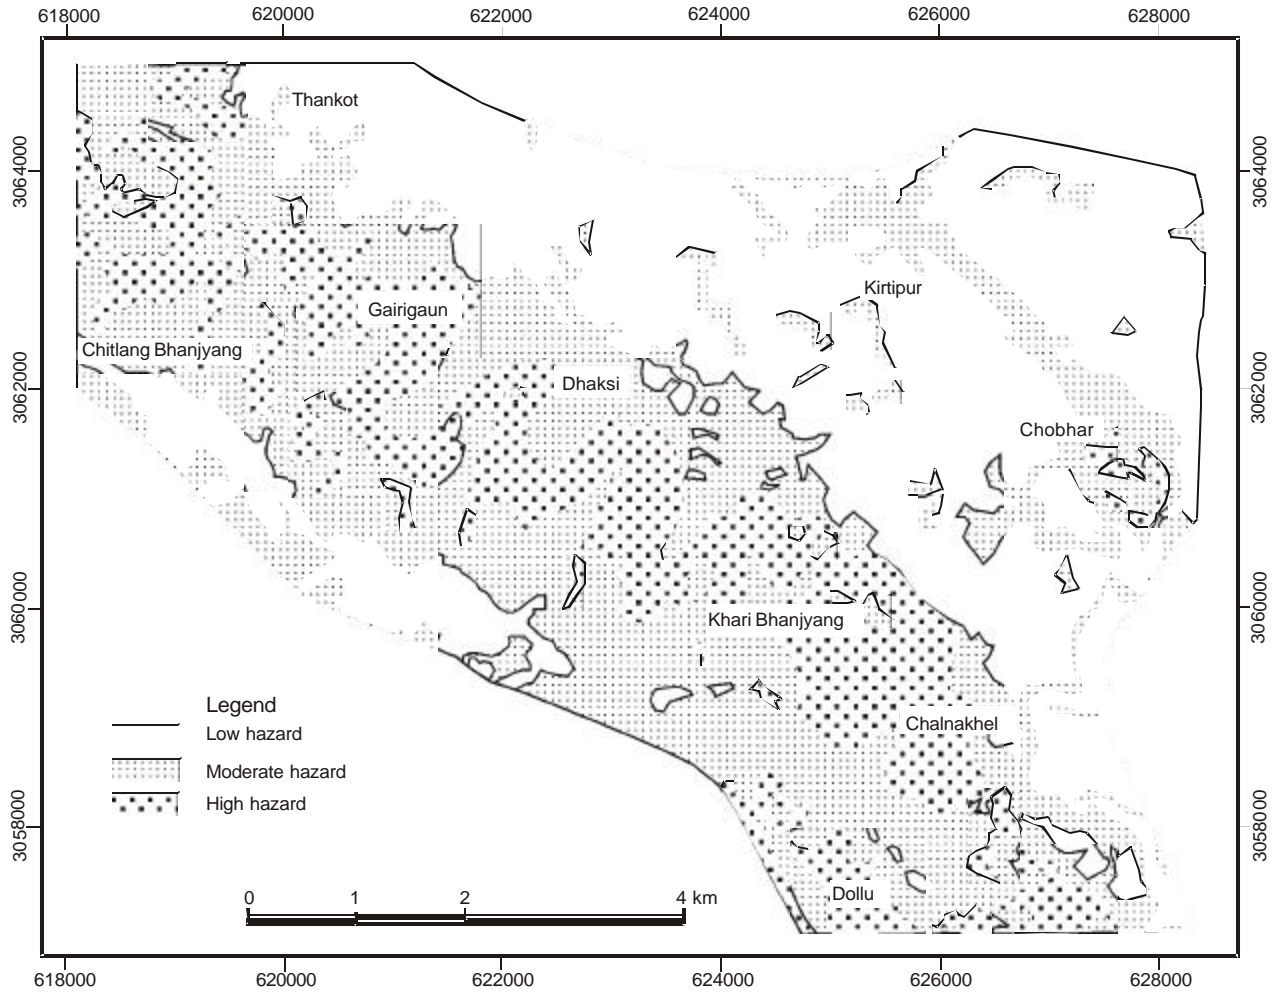 618000 620000 622000 624000 626000 628000
Thankot
3064000 3064000
Kirtipur
Gairigaun
Chitlang Bhanjyang
3062000 Dhaksi 3062000
Chobhar
3060000 3060000
Khari Bhanjyang
Legend
Low hazard
Chalnakhel
Moderate hazard
High hazard
3058000 3058000
Dollu
0 1 2 4 km
618000 620000 622000 624000 626000 628000